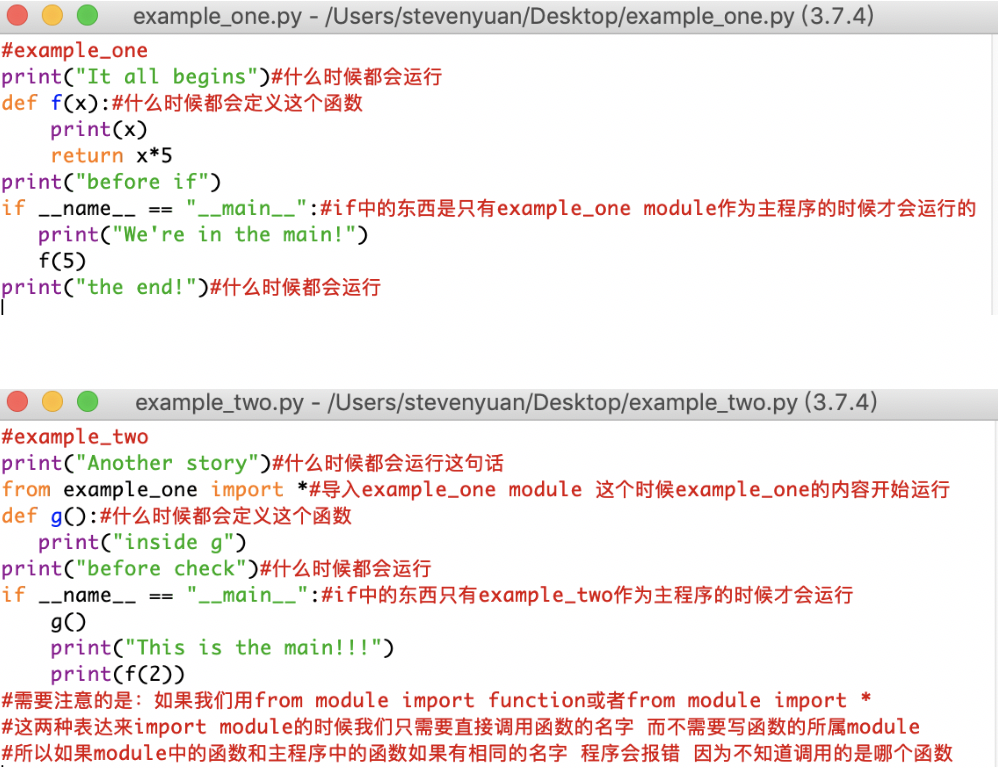 example_one.py - /Users/stevenyuan/Desktop/example_one.py (3.7.4)
#example_one
print("It all begins")#什么时候都会运行
def f(x):#什么时候都会定义这个函数
    print(x)
    return x*5
print("before if")
if __name__ == "__main__":#if中的东西是只有example_one module作为主程序的时候才会运行的
   print("We're in the main!")
   f(5)
print("the end!")#什么时候都会运行
example_two.py - /Users/stevenyuan/Desktop/example_two.py (3.7.4)
#example_two
print("Another story")#什么时候都会运行这句话
from example_one import *#导入example_one module 这个时候example_one的内容开始运行
def g():#什么时候都会定义这个函数
   print("inside g")
print("before check")#什么时候都会运行
if __name__ == "__main__":#if中的东西只有example_two作为主程序的时候才会运行
    g()
    print("This is the main!!!")
    print(f(2))
#需要注意的是：如果我们用from module import function或者from module import *
#这两种表达来import module的时候我们只需要直接调用函数的名字 而不需要写函数的所属module
#所以如果module中的函数和主程序中的函数如果有相同的名字 程序会报错 因为不知道调用的是哪个函数